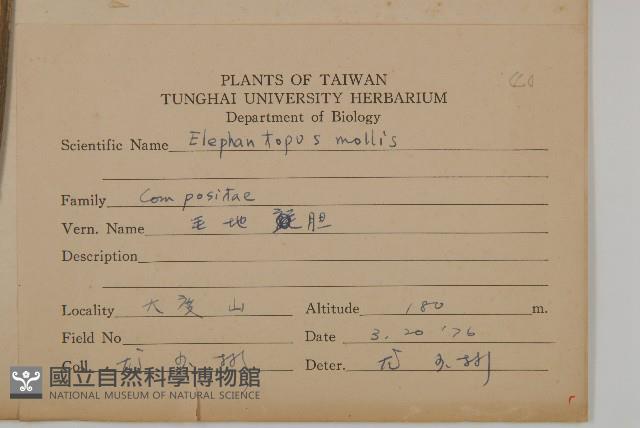 PLANTS OF TAIWAN
TUNGHAI UNIVERSITY HERBARIUM
Department of Biology
Scientific Name Elephantopus mollis
Family Compositae
Vern. Name 毛地胆
Description
Locality 大度山 Altitude 180 m.
Field No Date 3. 20 '76
Coll. Deter.
國立自然科學博物館
NATIONAL MUSEUM OF NATURAL SCIENCE